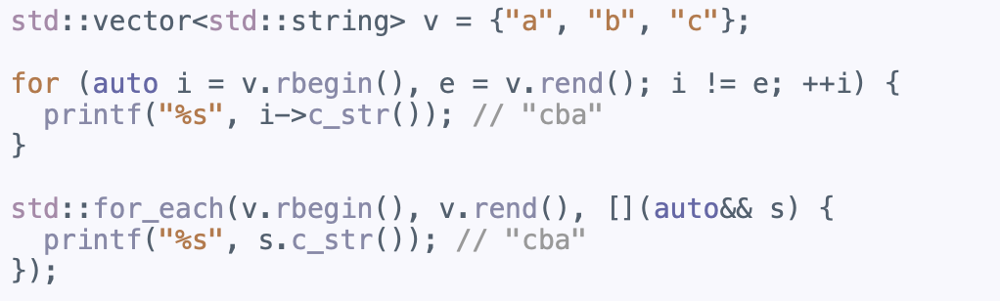 std::vector<std::string> v = {"a", "b", "c"};
for (auto i = v.rbegin(), e = v.rend(); i != e; ++i) {
  printf("%s", i->c_str()); // "cba"
}
std::for_each(v.rbegin(), v.rend(), [](auto&& s) {
  printf("%s", s.c_str()); // "cba"
});